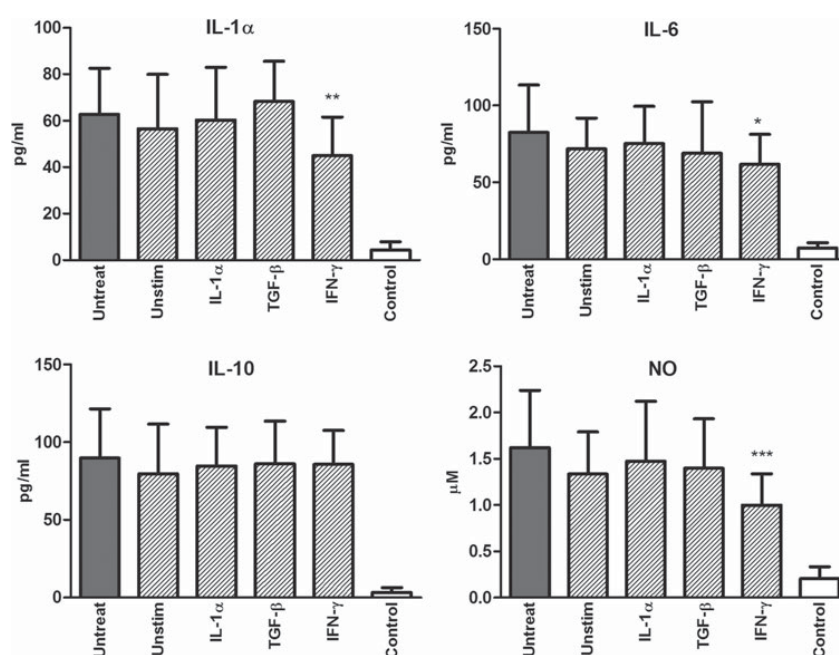 IL-1α
pg/ml
100
80
60
40
20
0
**
Untreat
Unstim
IL-1α
TGF-β
IFN-γ
Control
IL-6
pg/ml
150
100
50
0
*
Untreat
Unstim
IL-1α
TGF-β
IFN-γ
Control
IL-10
pg/ml
150
100
50
0
Untreat
Unstim
IL-1α
TGF-β
IFN-γ
Control
NO
μM
2.5
2.0
1.5
1.0
0.5
0.0
***
Untreat
Unstim
IL-1α
TGF-β
IFN-γ
Control